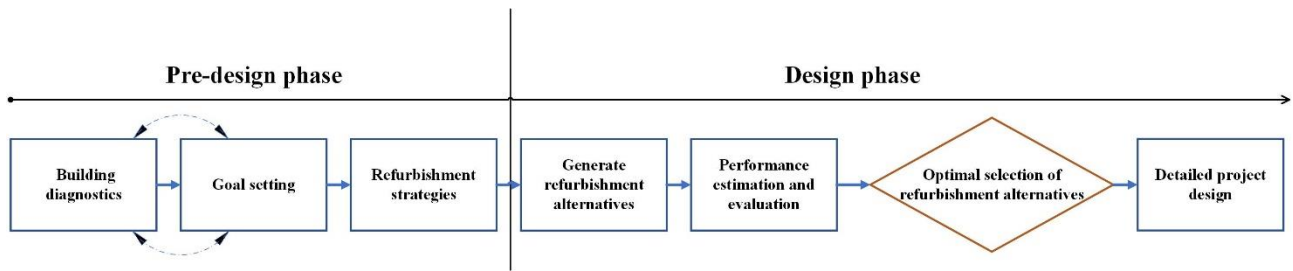 Pre-design phase
Design phase
Building
diagnostics
Goal setting
Refurbishment
strategies
Generate
refurbishment
alternatives
Performance
estimation and
evaluation
Optimal selection of
refurbishment alternatives
Detailed project
design